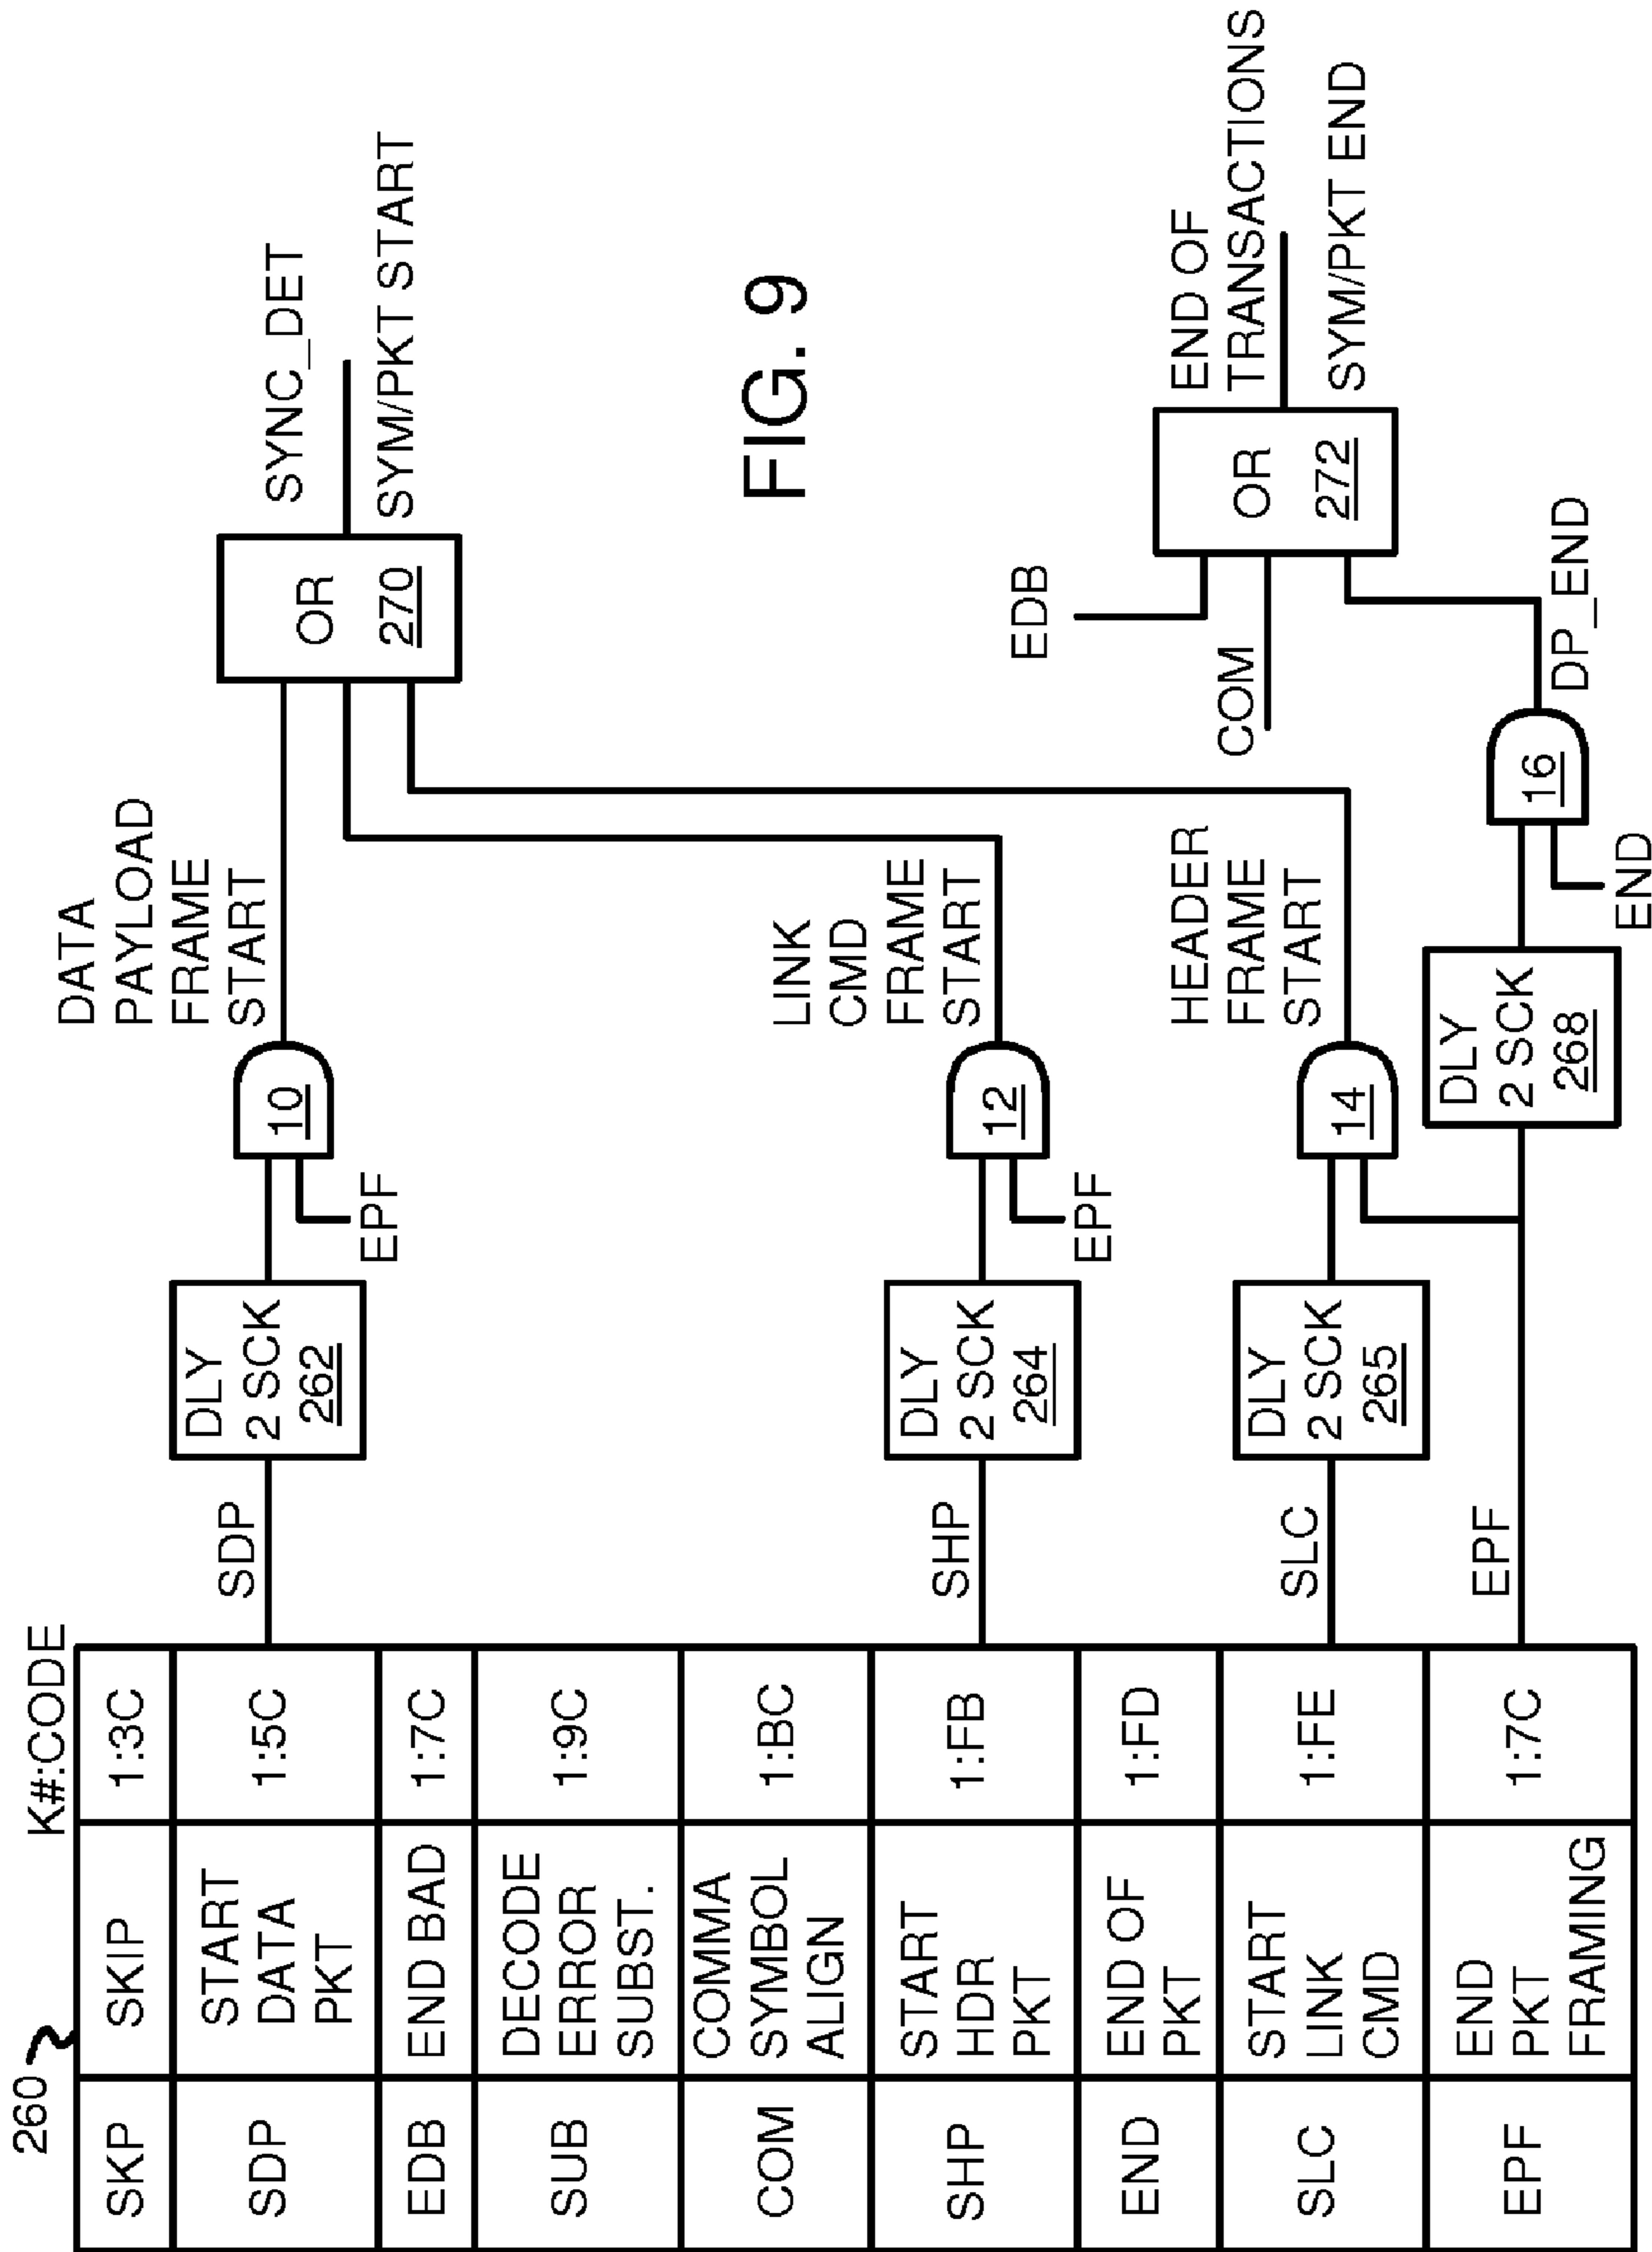 260
K#:CODE
SKP SKIP 1:3C
SDP START DATA PKT 1:5C
EDB END BAD 1:7C
SUB DECODE ERROR SUBST. 1:9C
COM COMMA SYMBOL ALIGN 1:BC
SHP START HDR PKT 1:FB
END END OF PKT 1:FD
SLC START LINK CMD 1:FE
EPF END PKT FRAMING 1:7C
SDP
DLY
2 SCK
262
EPF
10
DATA
PAYLOAD
FRAME
START
SHP
DLY
2 SCK
264
EPF
12
LINK
CMD
FRAME
START
SLC
DLY
2 SCK
265
14
HEADER
FRAME
START
EPF
DLY
2 SCK
268
END
16
DP_END
OR
270
SYNC_DET
SYM/PKT START
EDB
COM
OR
272
END OF
TRANSACTIONS
SYM/PKT END
FIG. 9